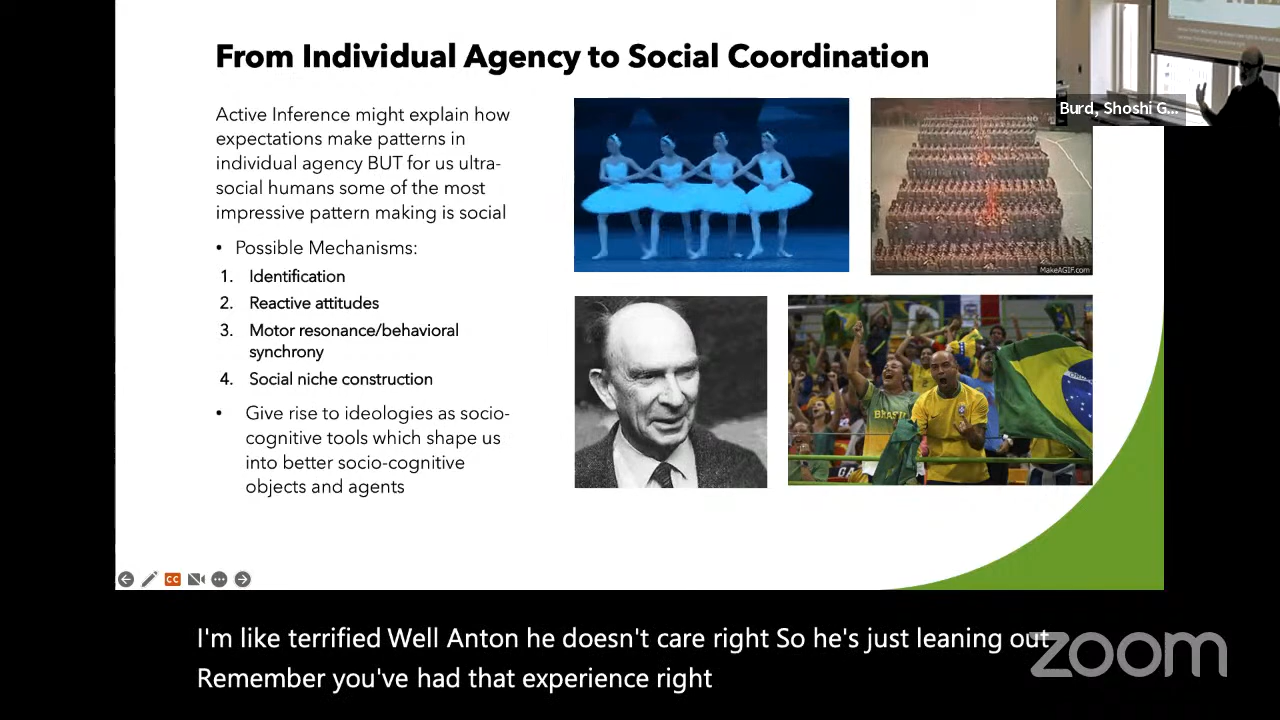 From Individual Agency to Social Coordination
Active Inference might explain how
expectations make patterns in
individual agency BUT for us ultra-
social humans some of the most
impressive pattern making is social
• Possible Mechanisms:
1. Identification
2. Reactive attitudes
3. Motor resonance/behavioral
synchrony
4. Social niche construction
• Give rise to ideologies as socio-
cognitive tools which shape us
into better socio-cognitive
objects and agents
MakeAGIF.com
BRASIL
GA
Burd, Shoshi G...
CC
I'm like terrified Well Anton he doesn't care right So he's just leaning out
Remember you've had that experience right
zoom